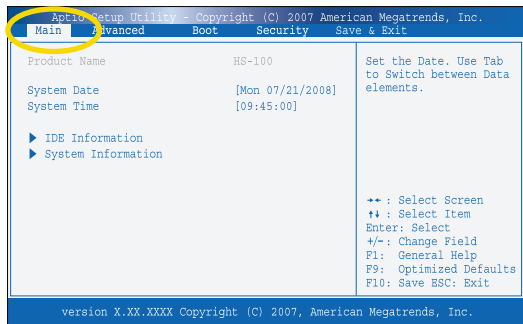 Aptio Setup Utility - Copyright (C) 2007 American Megatrends, Inc.
Main Advanced Boot Security Save & Exit
Product Name HS-100
System Date [Mon 07/21/2008]
System Time [09:45:00]
IDE Information
System Information
Set the Date. Use Tab
to Switch between Data
elements.
→←: Select Screen
↑↓: Select Item
Enter: Select
+/-: Change Field
F1: General Help
F9: Optimized Defaults
F10: Save ESC: Exit
version X.XX.XXXX Copyright (C) 2007, American Megatrends, Inc.